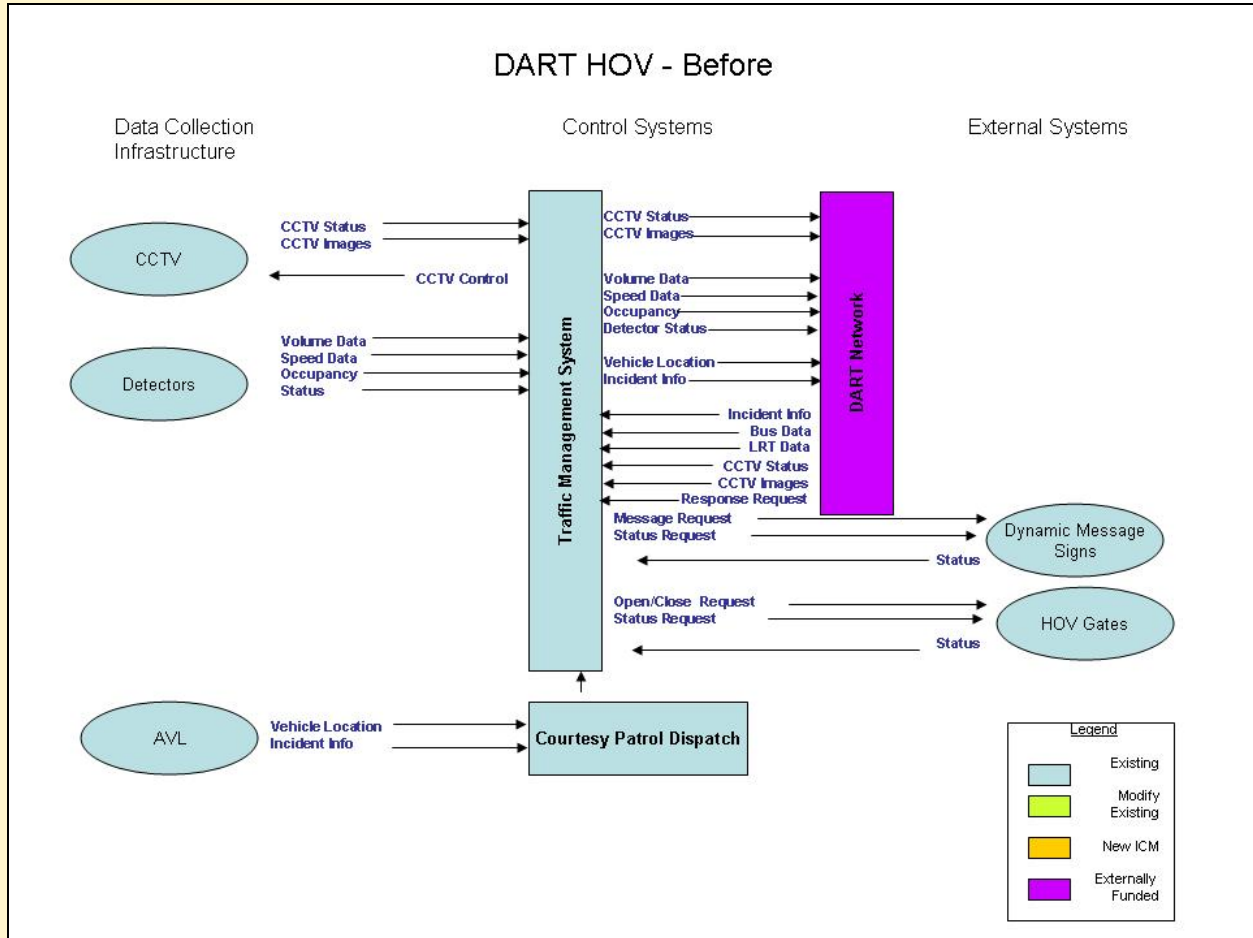 DART HOV - Before
Data Collection
Infrastructure
Control Systems
External Systems
CCTV
CCTV Status
CCTV Images
CCTV Control
Detectors
Volume Data
Speed Data
Occupancy
Status
Traffic Management System
CCTV Status
CCTV Images
Volume Data
Speed Data
Occupancy
Detector Status
Vehicle Location
Incident Info
Incident Info
Bus Data
LRT Data
CCTV Status
CCTV Images
Response Request
DART Network
Message Request
Status Request
Status
Dynamic Message
Signs
Open/Close Request
Status Request
Status
HOV Gates
AVL
Vehicle Location
Incident Info
Courtesy Patrol Dispatch
Legend
Existing
Modify
Existing
New ICM
Externally
Funded